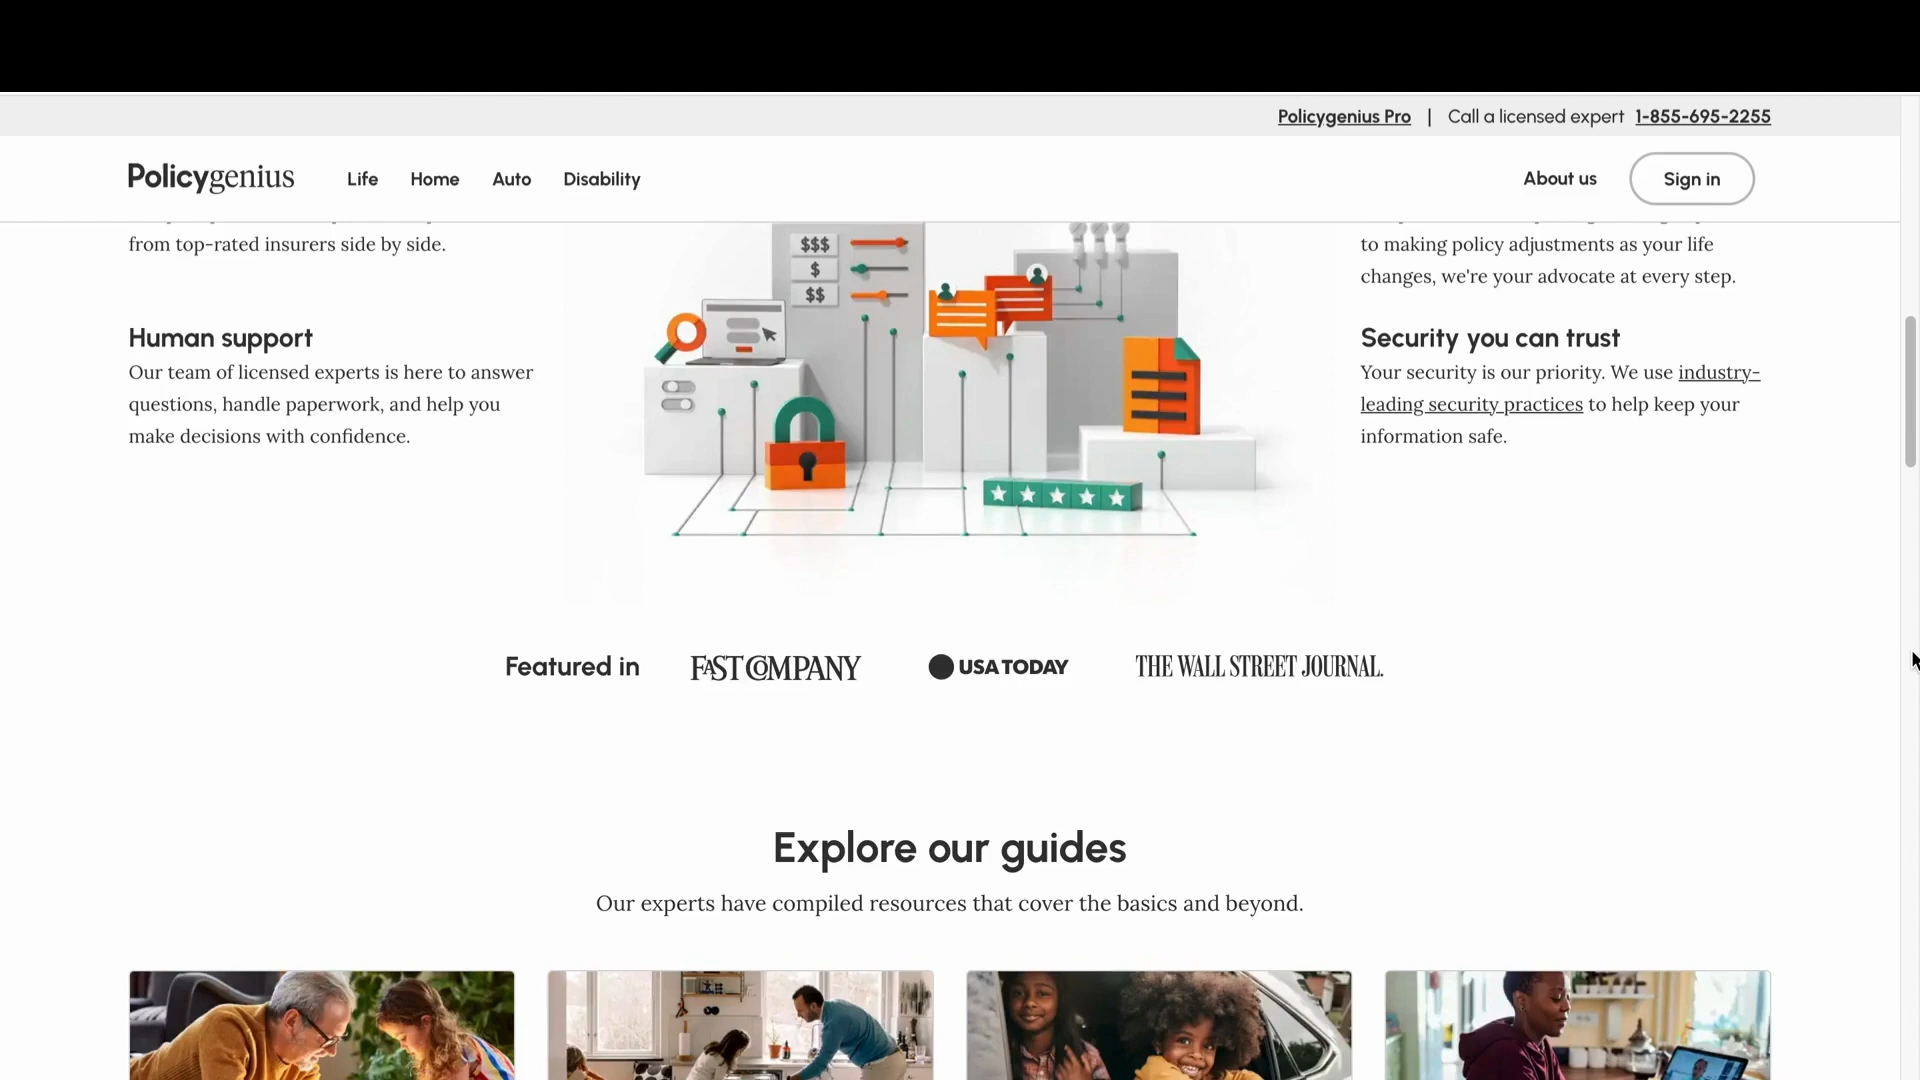 Policygenius Pro | Call a licensed expert 1-855-695-2255
Policygenius Life Home Auto Disability About us Sign in
from top-rated insurers side by side.
Human support
Our team of licensed experts is here to answer
questions, handle paperwork, and help you
make decisions with confidence.
$$$
$
$$
to making policy adjustments as your life
changes, we're your advocate at every step.
Security you can trust
Your security is our priority. We use industry-
leading security practices to help keep your
information safe.
Featured in FAST COMPANY USA TODAY THE WALL STREET JOURNAL.
Explore our guides
Our experts have compiled resources that cover the basics and beyond.